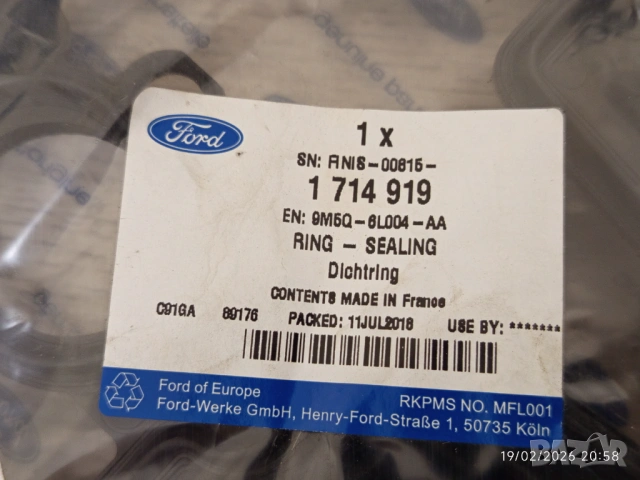 Ford
1 x
SN: RNIS-00815-
1 714 919
EN: 9M5Q-6L004-AA
RING - SEALING
Dichtring
CONTENTS MADE IN France
C91GA 89176 PACKED: 11JUL2018 USE BY: *******
Ford of Europe
Ford-Werke GmbH, Henry-Ford-Straße 1, 50735 Köln
RKPMS NO. MFL001
BAZAR
19/02/2026 20:58